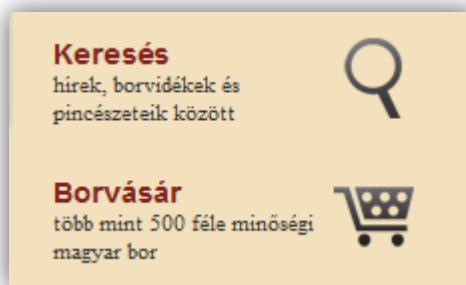 Keresés
hírek, borvidékek és
pincészeteik között
Borvásár
több mint 500 féle minőségi
magyar bor